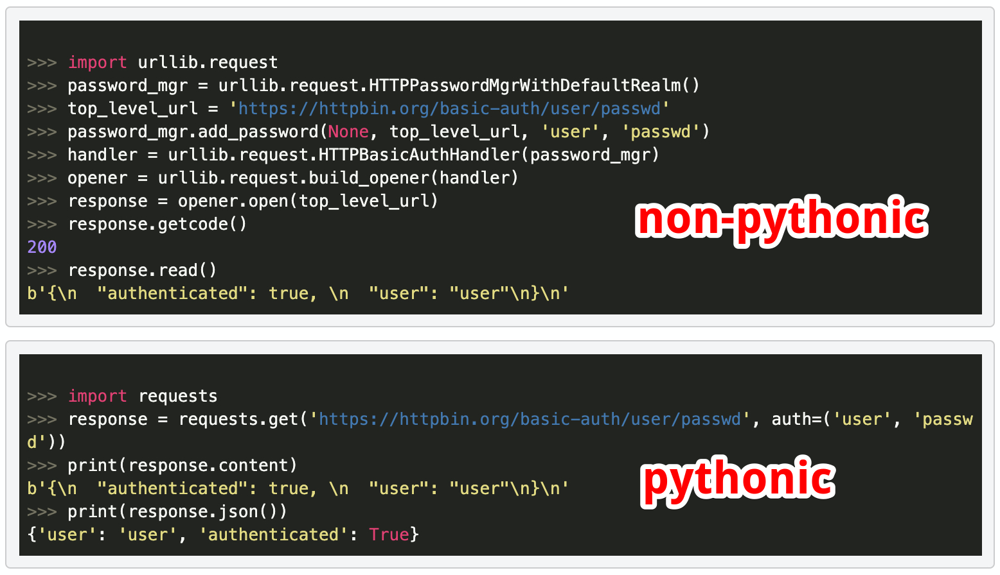 >>> import urllib.request
>>> password_mgr = urllib.request.HTTPPasswordMgrWithDefaultRealm()
>>> top_level_url = 'https://httpbin.org/basic-auth/user/passwd'
>>> password_mgr.add_password(None, top_level_url, 'user', 'passwd')
>>> handler = urllib.request.HTTPBasicAuthHandler(password_mgr)
>>> opener = urllib.request.build_opener(handler)
>>> response = opener.open(top_level_url)
>>> response.getcode()
non-pythonic
200
>>> response.read()
b'{\n  "authenticated": true, \n  "user": "user"\n}\n'
>>> import requests
>>> response = requests.get('https://httpbin.org/basic-auth/user/passwd', auth=('user', 'passw
d'))
>>> print(response.content)
pythonic
b'{\n  "authenticated": true, \n  "user": "user"\n}\n'
>>> print(response.json())
{'user': 'user', 'authenticated': True}